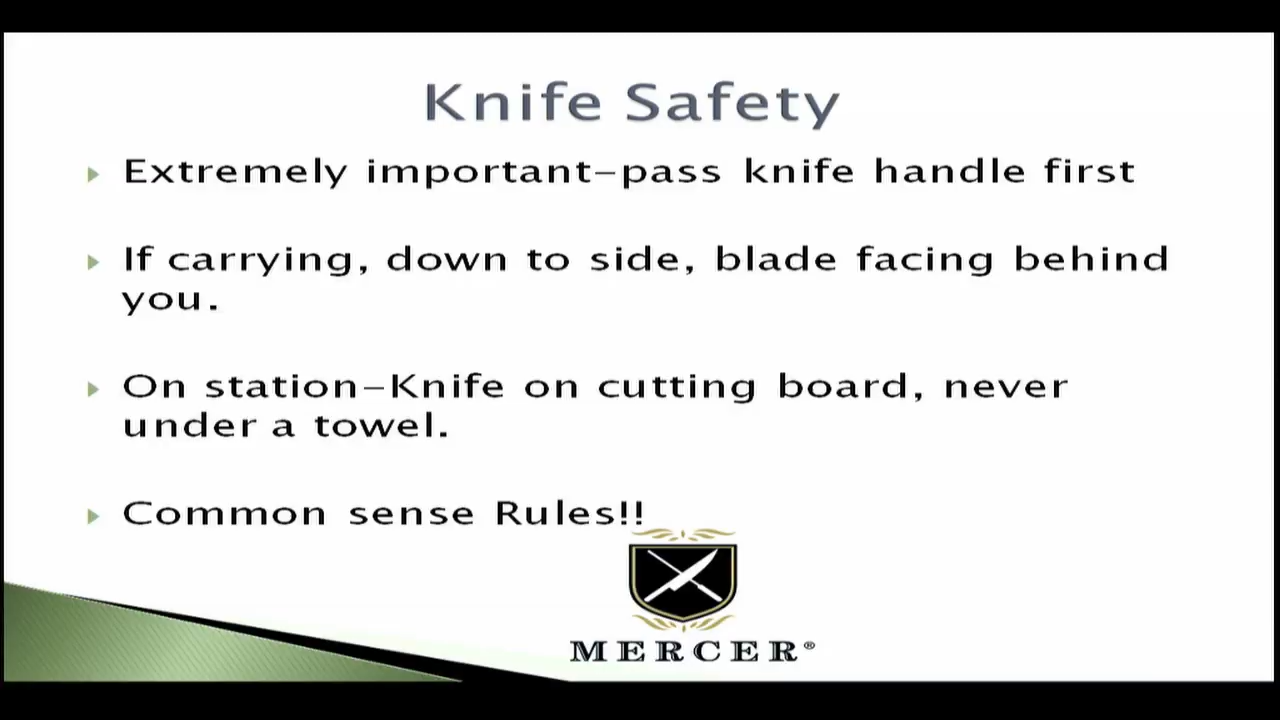 Knife Safety
Extremely important–pass knife handle first
If carrying, down to side, blade facing behind
you.
On station–Knife on cutting board, never
under a towel.
Common sense Rules!!
MERCER®